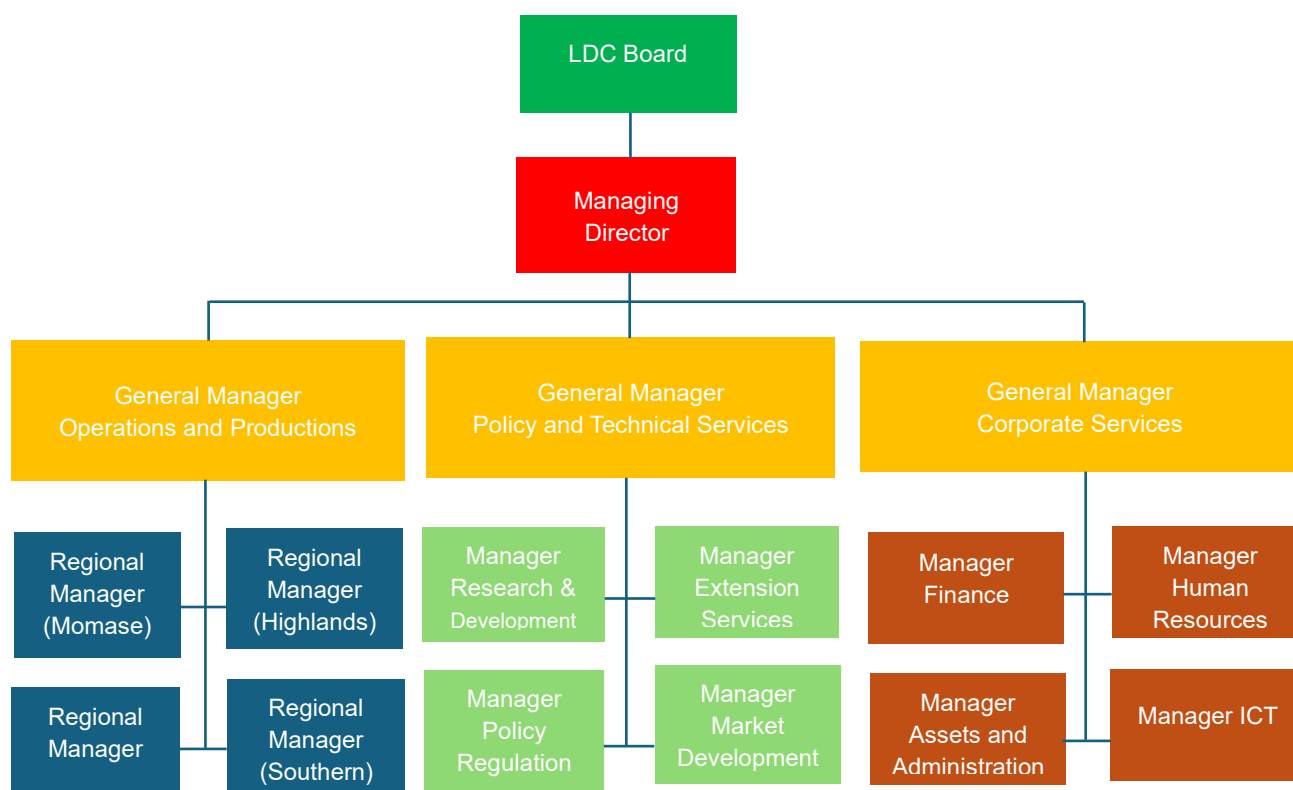 LDC Board
Managing
Director
General Manager
Operations and Productions
General Manager
Policy and Technical Services
General Manager
Corporate Services
Regional
Manager
(Momase)
Regional
Manager
(Highlands)
Manager
Research &
Development
Manager
Extension
Services
Manager
Finance
Manager
Human
Resources
Regional
Manager
Regional
Manager
(Southern)
Manager
Policy
Regulation
Manager
Market
Development
Manager
Assets and
Administration
Manager ICT